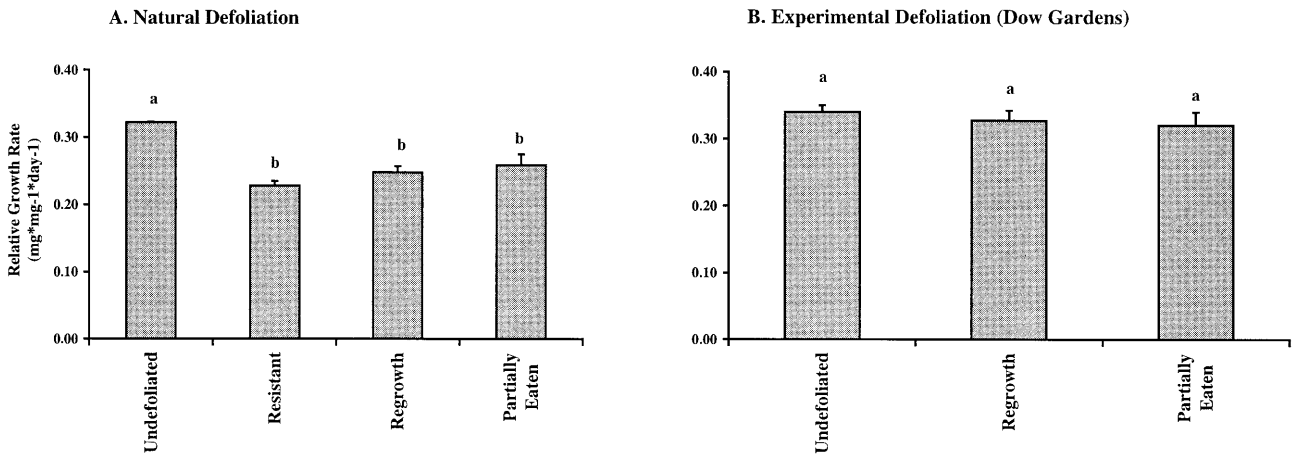 A. Natural Defoliation
Relative Growth Rate
(mg*mg-1*day-1)
0.40
0.30
0.20
0.10
0.00
a
b
b
b
Undefoliated
Resistant
Regrowth
Partially
Eaten
B. Experimental Defoliation (Dow Gardens)
0.40
0.30
0.20
0.10
0.00
a
a
a
Undefoliated
Regrowth
Partially
Eaten